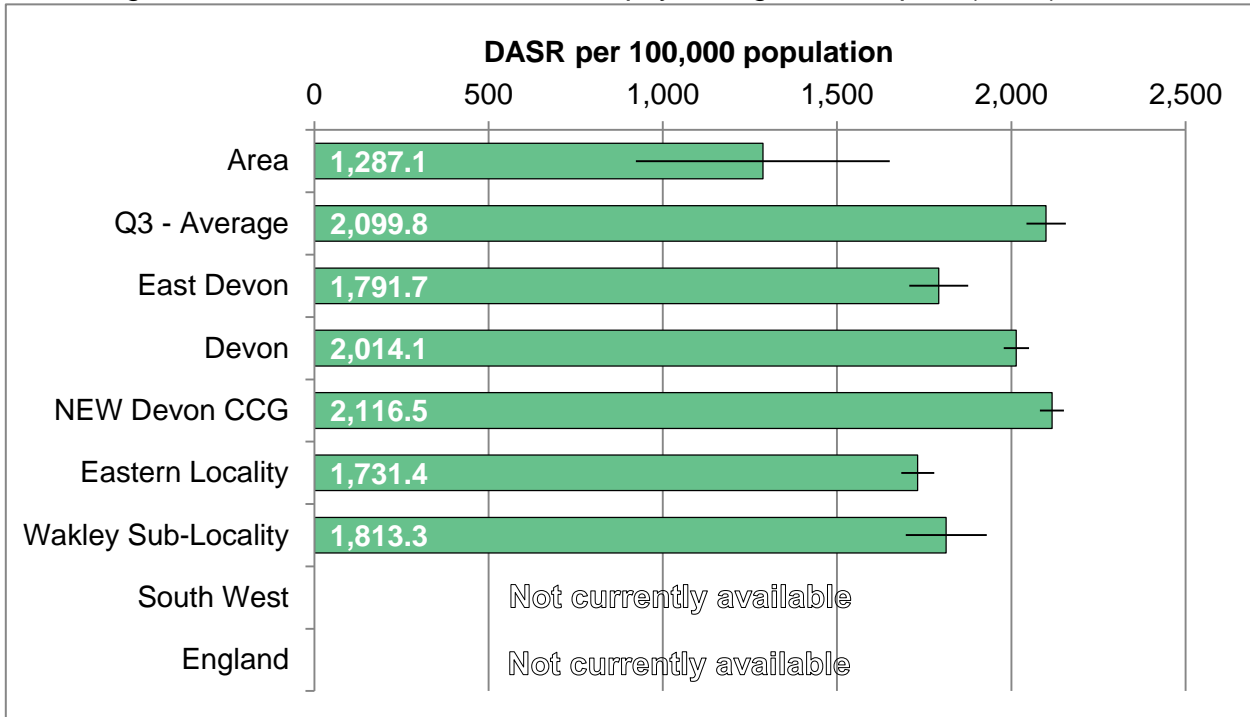 DASR per 100,000 population
0 500 1,000 1,500 2,000 2,500
Area 1,287.1
Q3 - Average 2,099.8
East Devon 1,791.7
Devon 2,014.1
NEW Devon CCG 2,116.5
Eastern Locality 1,731.4
Wakley Sub-Locality 1,813.3
South West Not currently available
England Not currently available